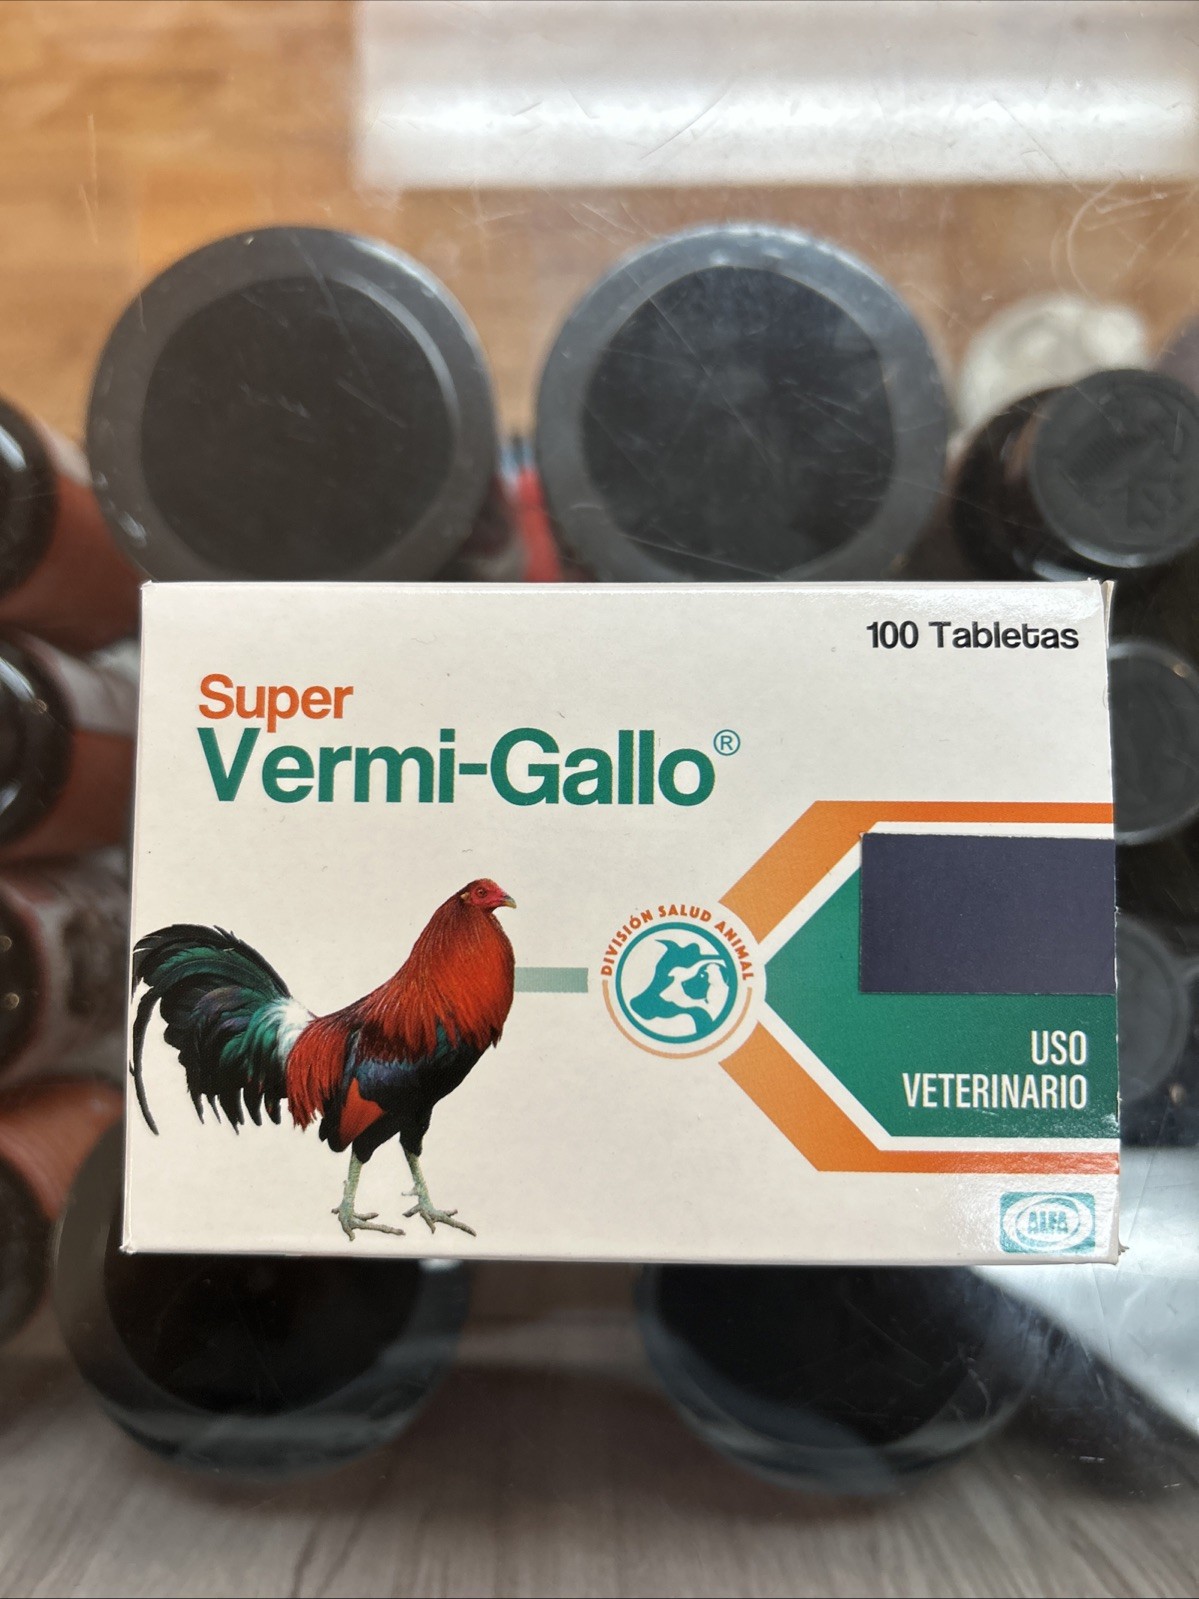 100 Tabletas
Super
Vermi-Gallo®
DIVISIÓN SALUD ANIMAL
USO
VETERINARIO
ALFA